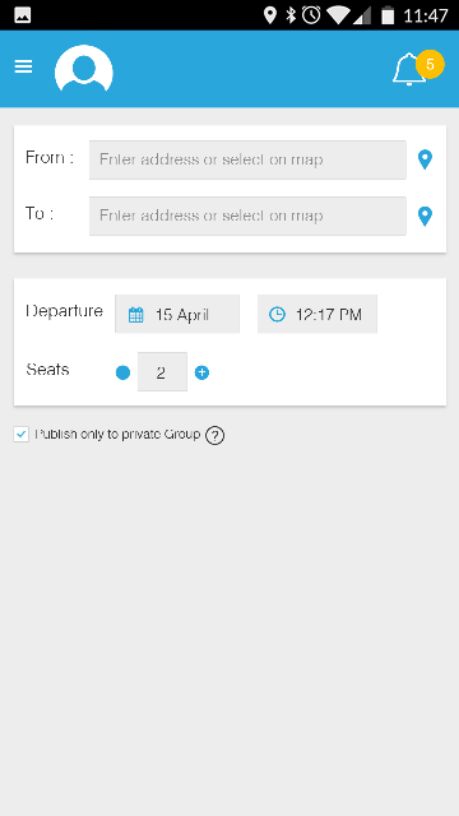 11:47
5
From :
Enter address or select on map
To :
Enter address or select on map
Departure
15 April
12:17 PM
Seats
2
Publish only to private Group ?